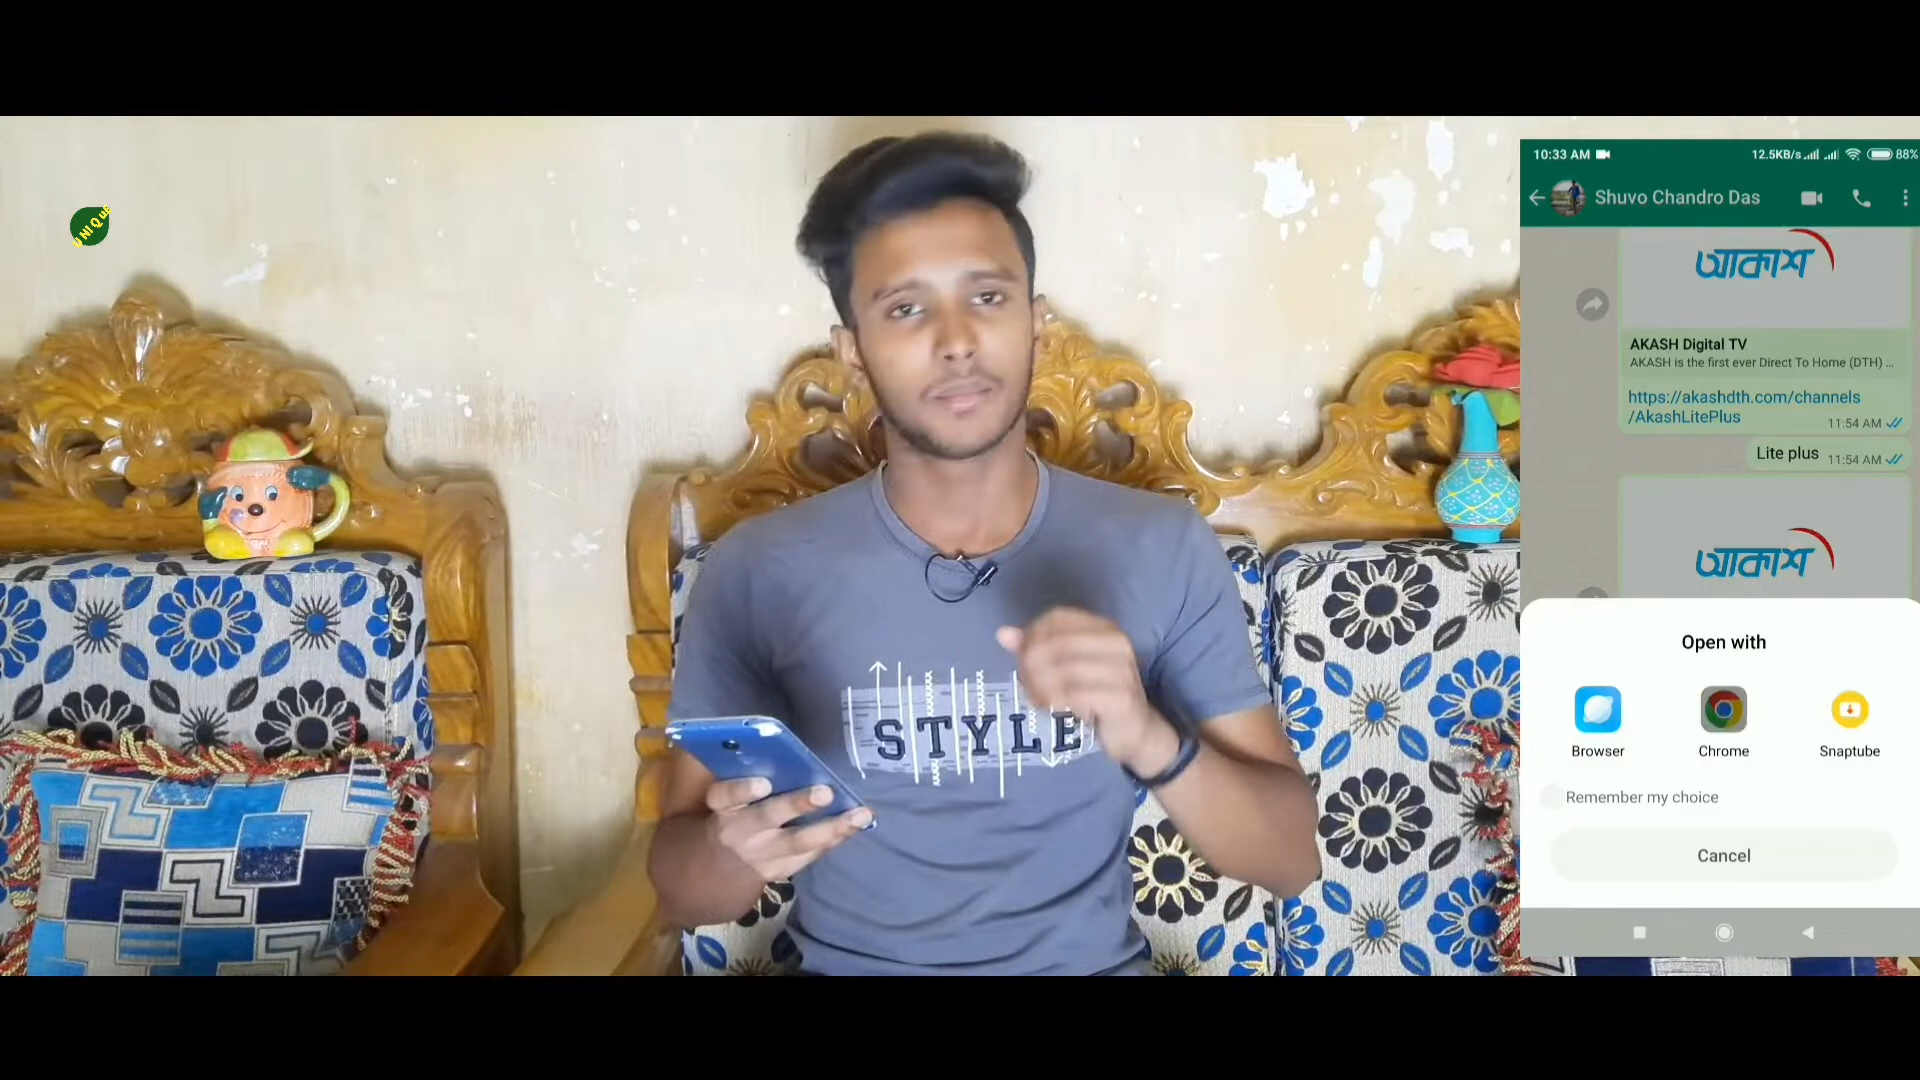 UNIQUE
STYLE
10:33 AM
12.5KB/s
88%
Shuvo Chandro Das
আকাশ
AKASH Digital TV
AKASH is the first ever Direct To Home (DTH) ...
https://akashdth.com/channels
/AkashLitePlus
11:54 AM
Lite plus 11:54 AM
আকাশ
Open with
Browser Chrome Snaptube
Remember my choice
Cancel